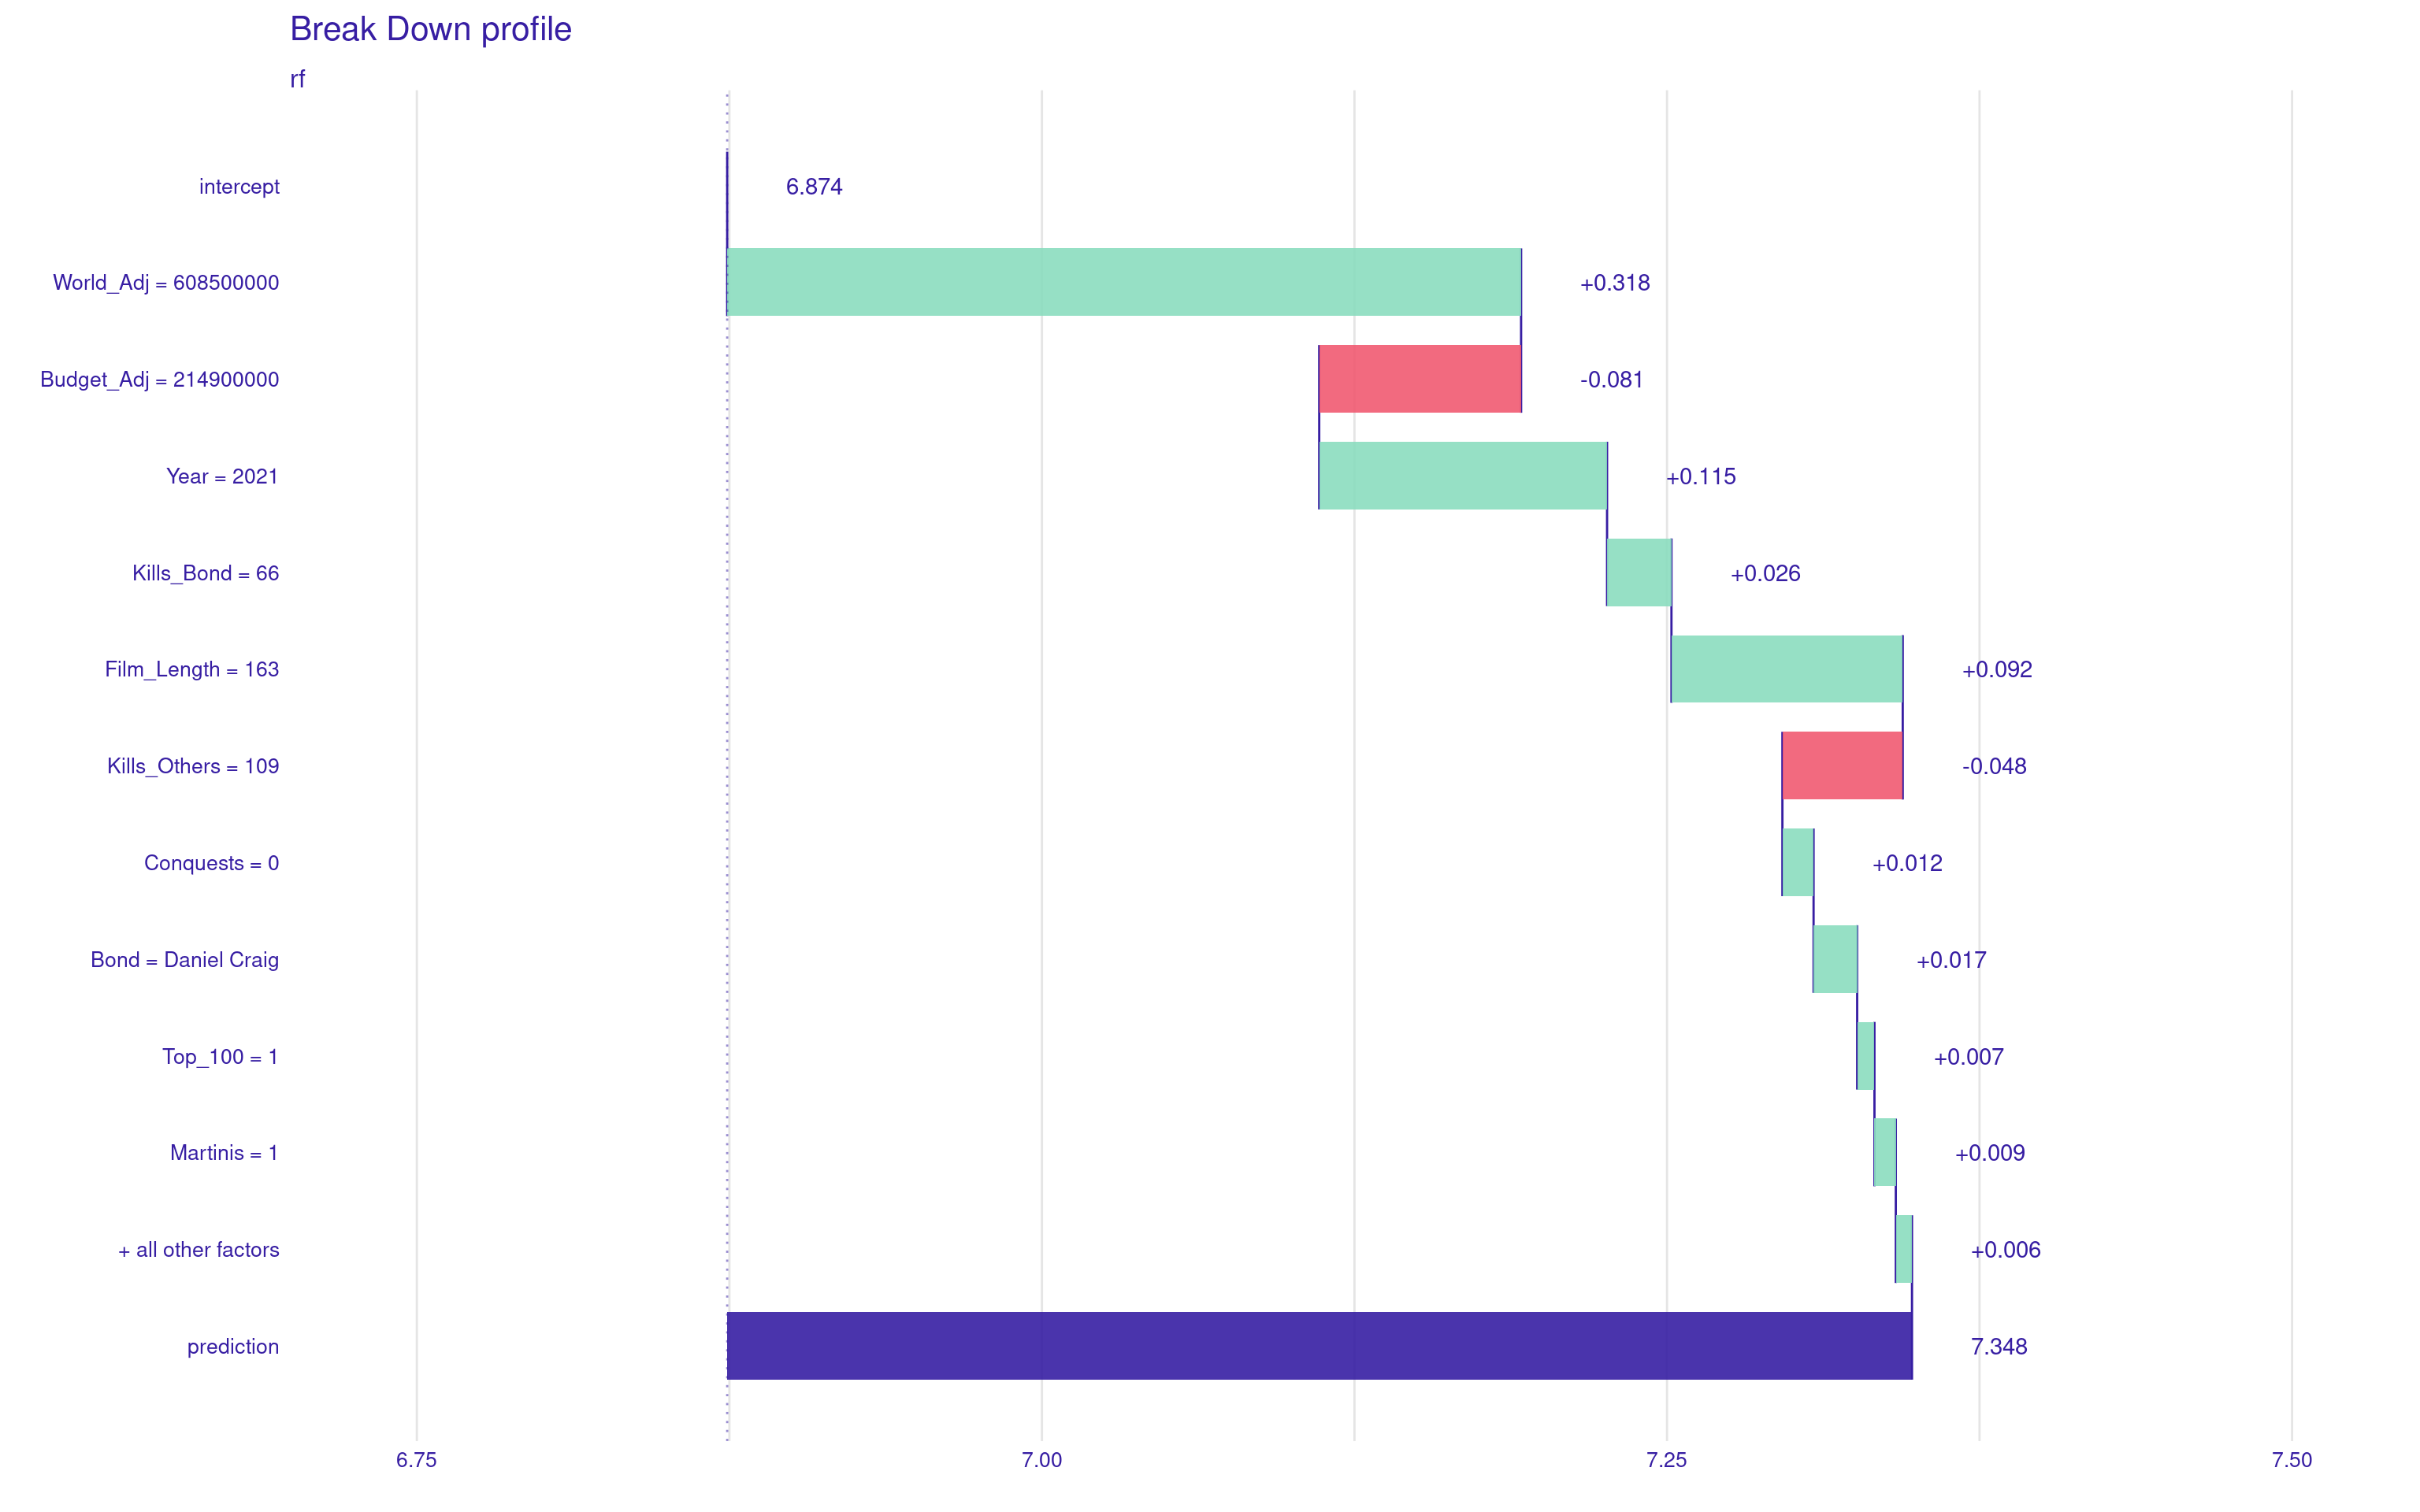 Break Down profile
rf
intercept 6.874
World_Adj = 608500000 +0.318
Budget_Adj = 214900000 -0.081
Year = 2021 +0.115
Kills_Bond = 66 +0.026
Film_Length = 163 +0.092
Kills_Others = 109 -0.048
Conquests = 0 +0.012
Bond = Daniel Craig +0.017
Top_100 = 1 +0.007
Martinis = 1 +0.009
+ all other factors +0.006
prediction 7.348
6.75 7.00 7.25 7.50